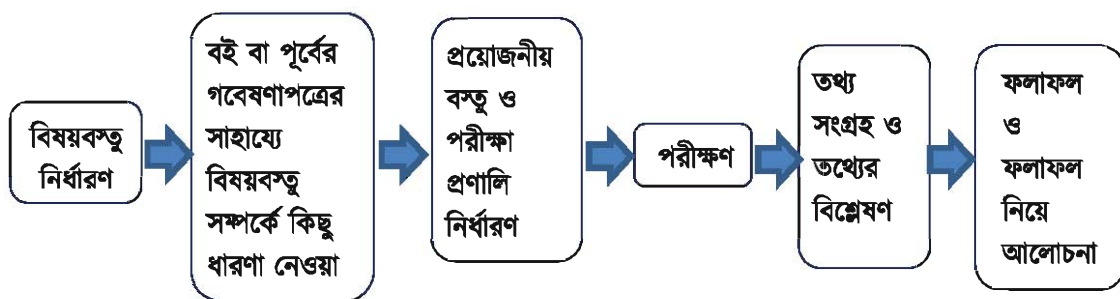 বিষয়বস্তু
নির্ধারণ
বই বা পূর্বের
গবেষণাপত্রের
সাহায্যে
বিষয়বস্তু
সম্পর্কে কিছু
ধারণা নেওয়া
প্রয়োজনীয়
বস্তু ও
পরীক্ষা
প্রণালি
নির্ধারণ
পরীক্ষণ
তথ্য
সংগ্রহ ও
তথ্যের
বিশ্লেষণ
ফলাফল
ও
ফলাফল
নিয়ে
আলোচনা